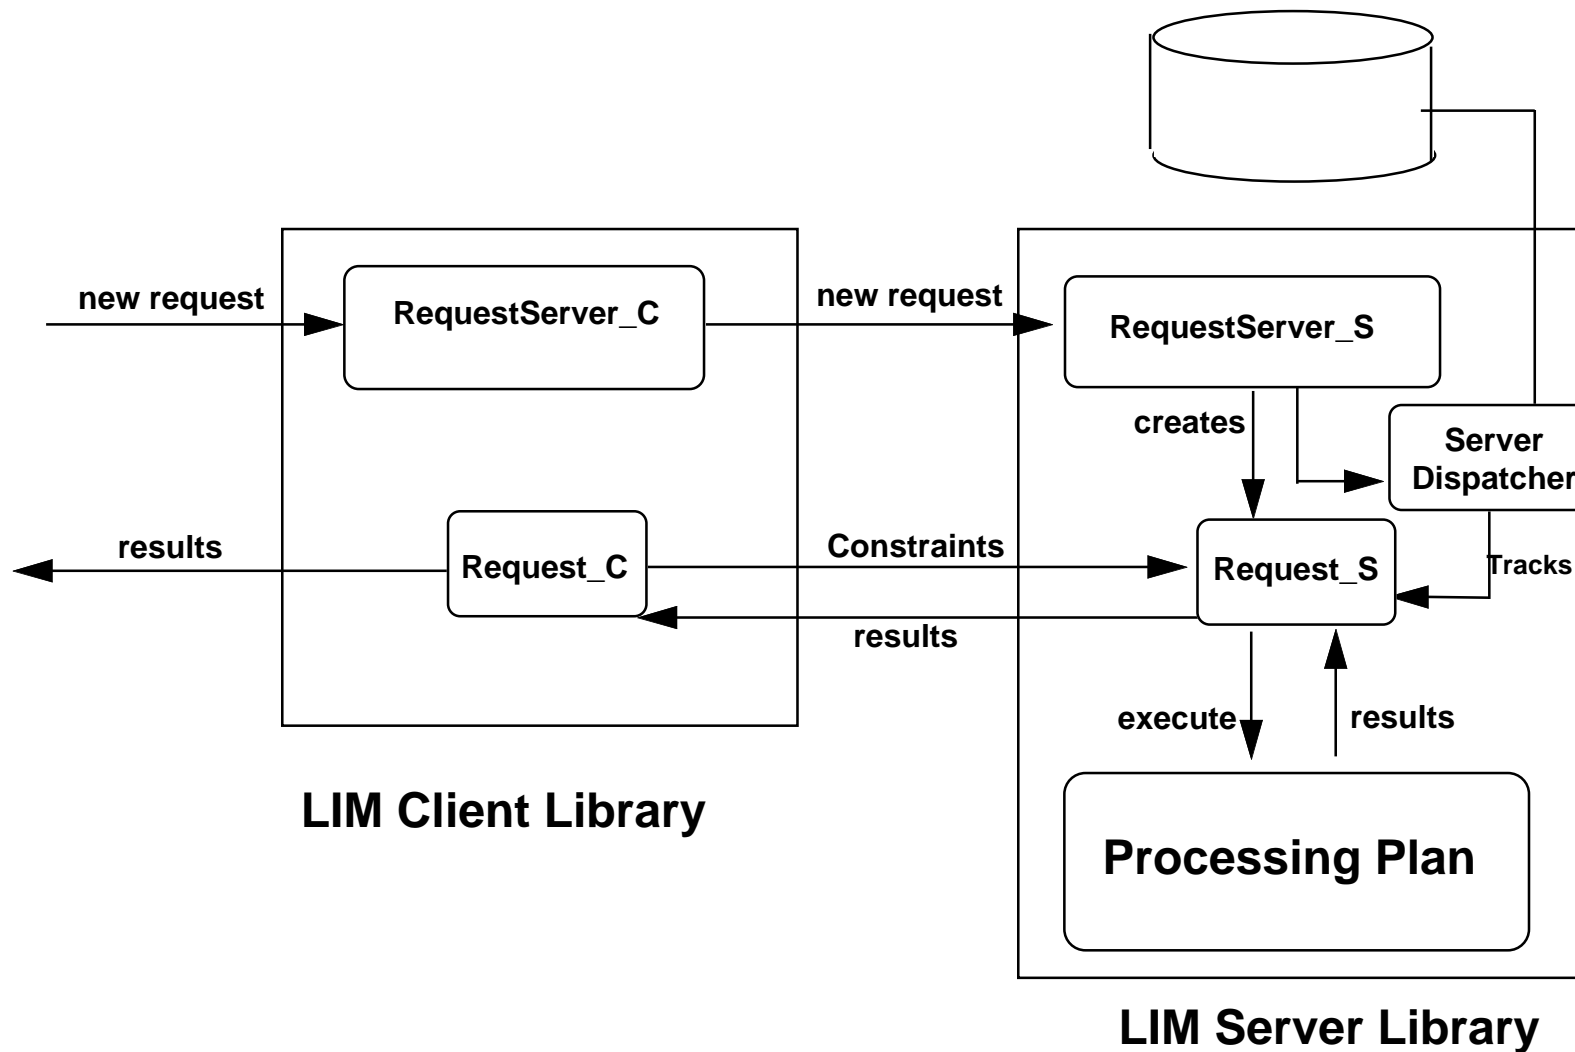 new request
RequestServer_C
new request
RequestServer_S
creates
Server
Dispatcher
results
Request_C
Constraints
Request_S
Tracks
results
execute
results
LIM Client Library
Processing Plan
LIM Server Library